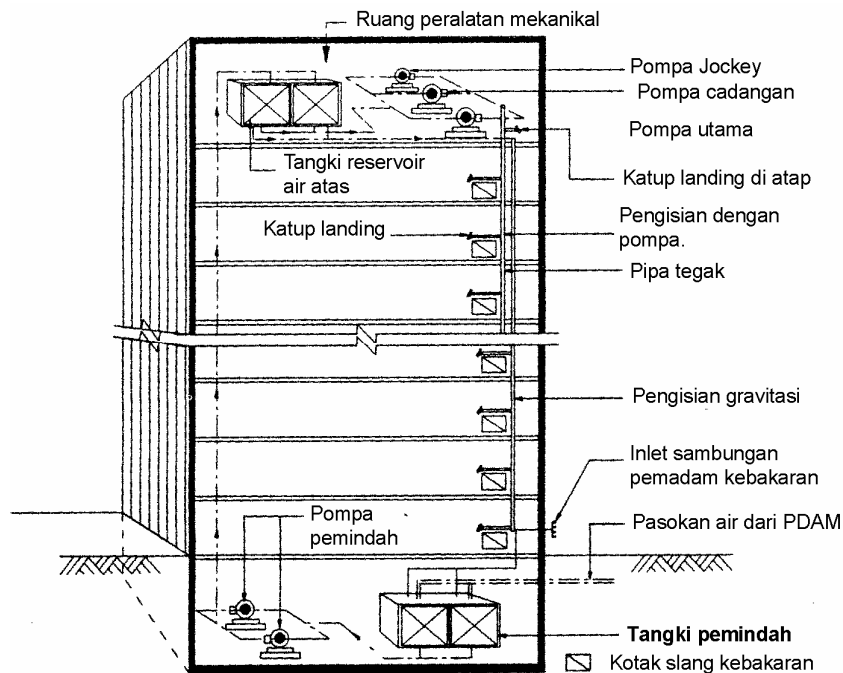 Ruang peralatan mekanikal
Pompa Jockey
Pompa cadangan
Pompa utama
Tangki reservoir
air atas
Katup landing di atap
Katup landing
Pengisian dengan
pompa.
Pipa tegak
Pengisian gravitasi
Inlet sambungan
pemadam kebakaran
Pompa
pemindah
Pasokan air dari PDAM
Tangki pemindah
Kotak slang kebakaran